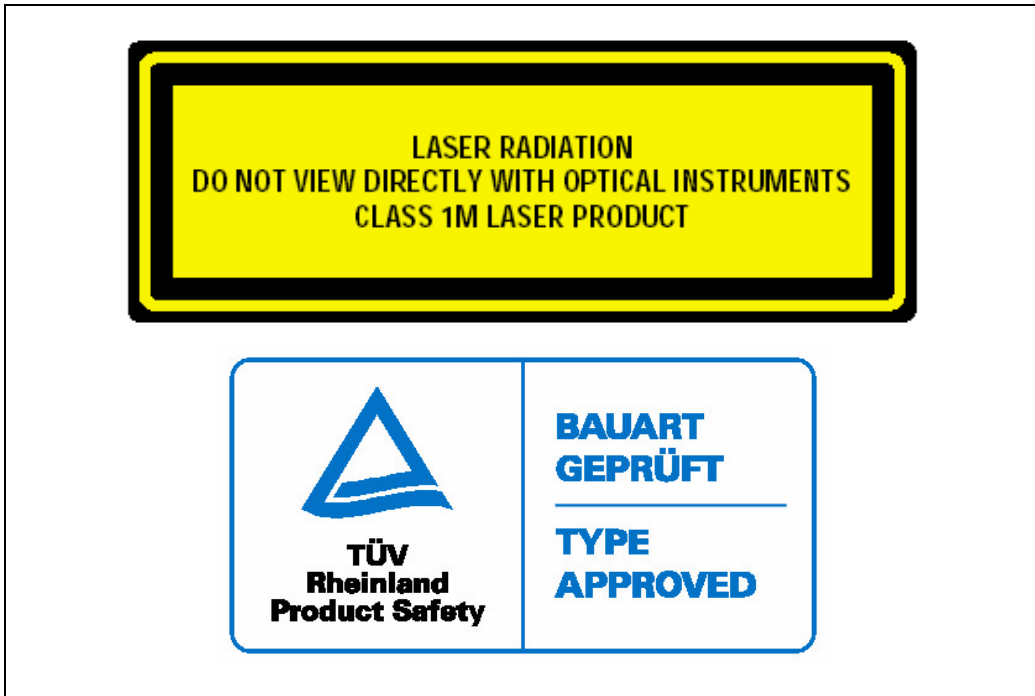 LASER RADIATION
DO NOT VIEW DIRECTLY WITH OPTICAL INSTRUMENTS
CLASS 1M LASER PRODUCT
TÜV
Rheinland
Product Safety
BAUART
GEPRÜFT
TYPE
APPROVED